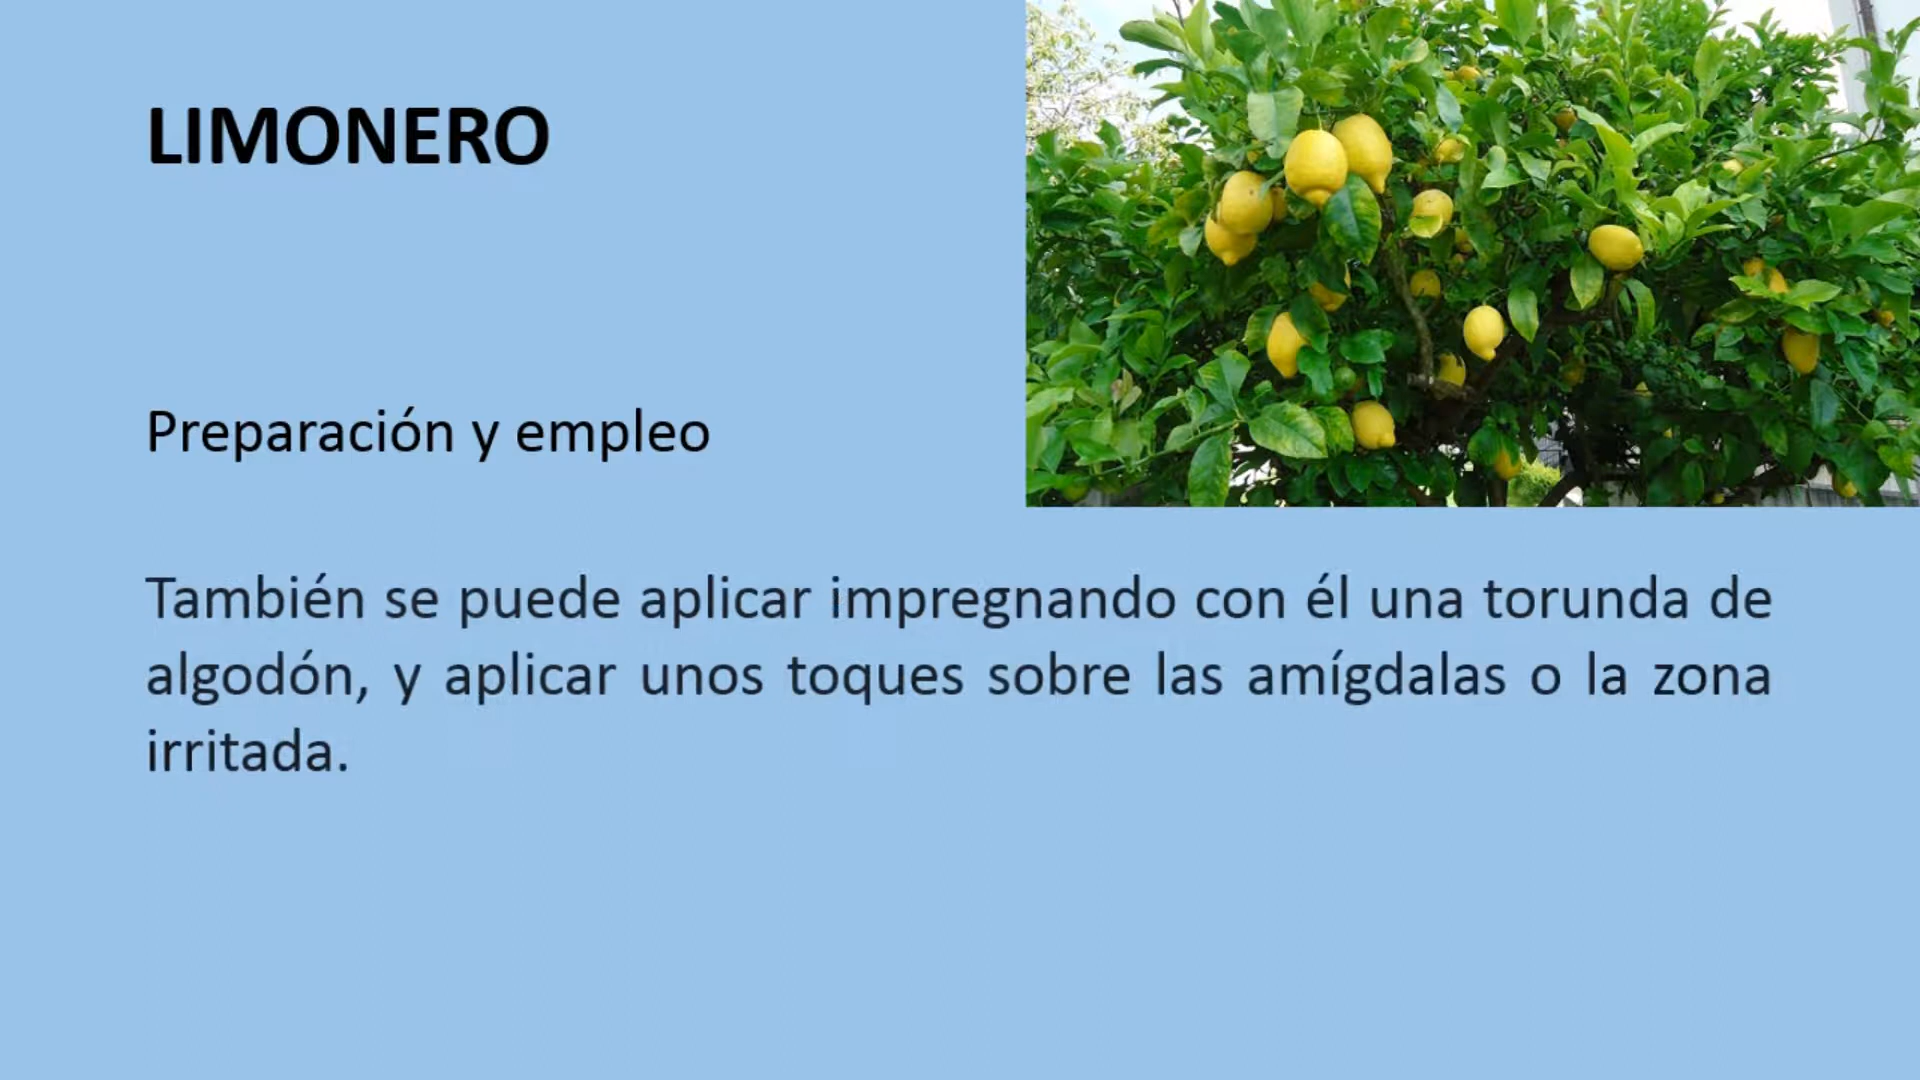 LIMONERO
Preparación y empleo
También se puede aplicar impregnando con él una torunda de
algodón, y aplicar unos toques sobre las amígdalas o la zona
irritada.